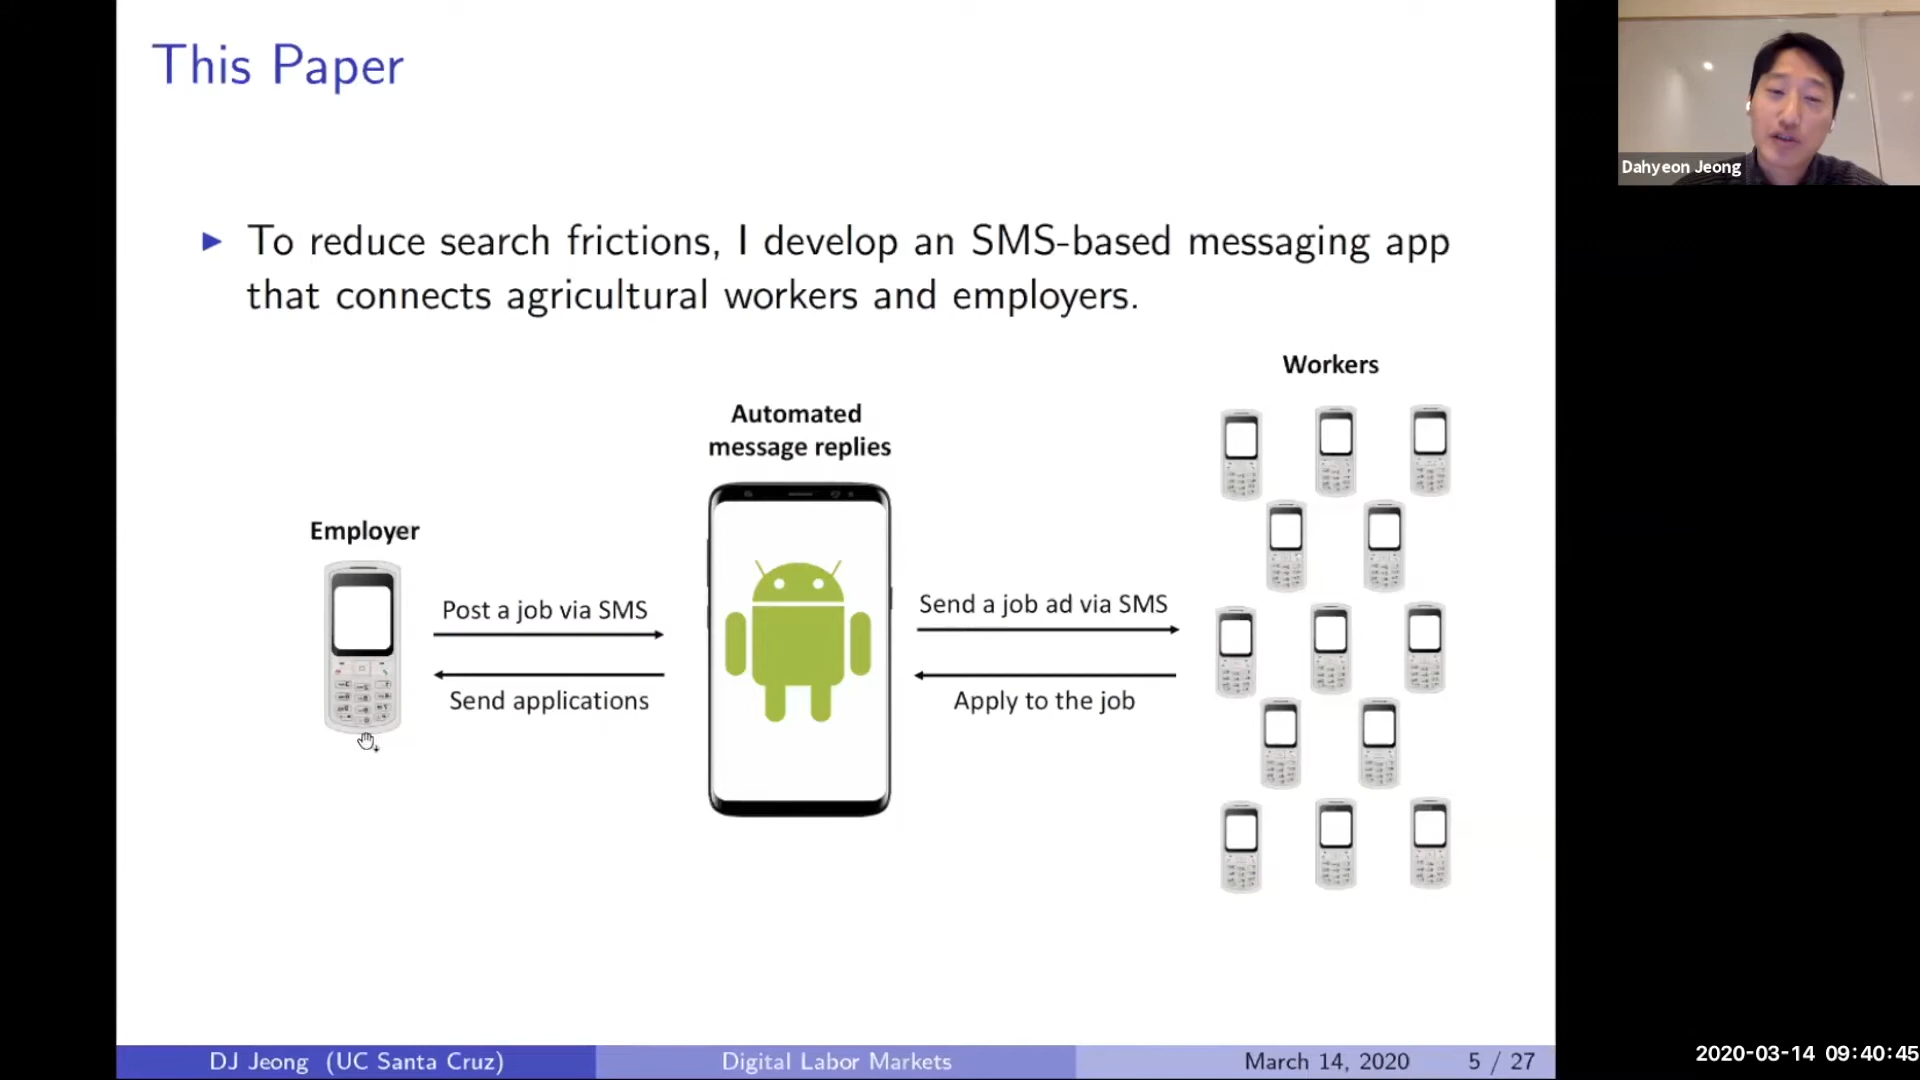 This Paper
Dahyeon Jeong
▶ To reduce search frictions, I develop an SMS-based messaging app
that connects agricultural workers and employers.
Workers
Automated
message replies
Employer
Post a job via SMS
Send a job ad via SMS
Send applications
Apply to the job
DJ Jeong (UC Santa Cruz)
Digital Labor Markets
March 14, 2020
5 / 27
2020-03-14 09:40:45